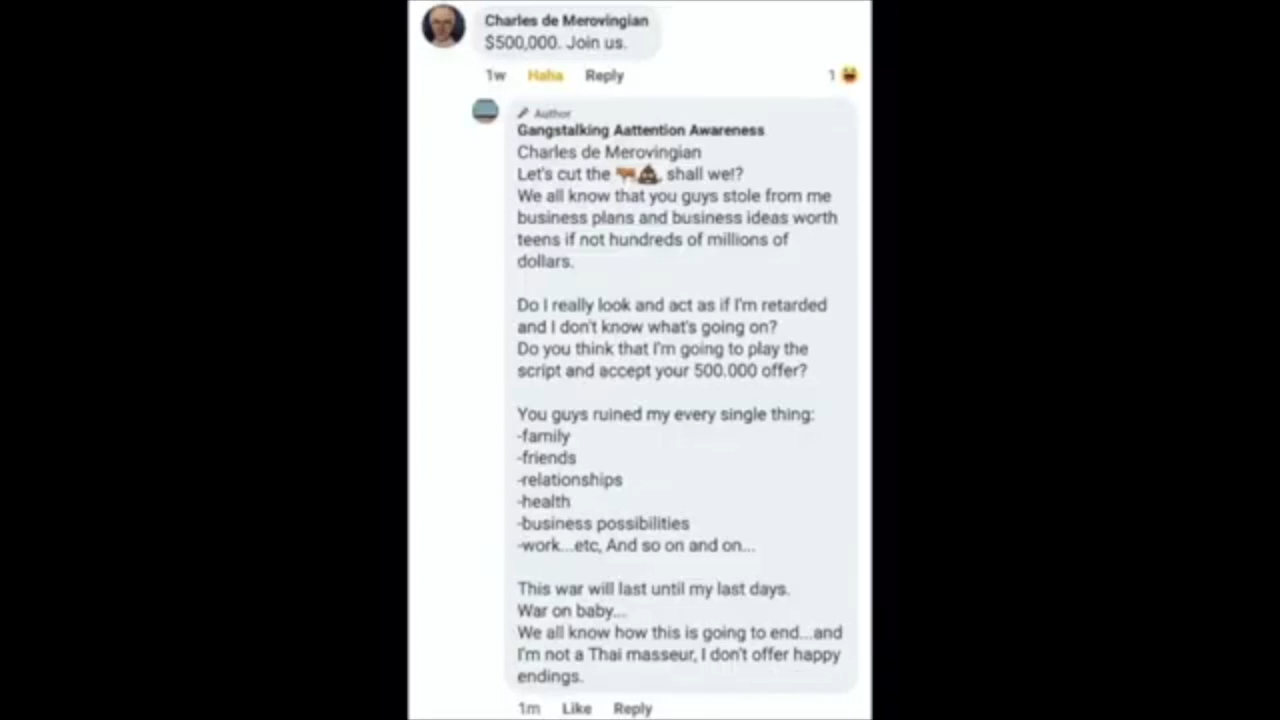 Charles de Merovingian
$500,000. Join us.
1w Haha Reply 1
Author
Gangstalking Aattention Awareness
Charles de Merovingian
Let's cut the 🐂💩, shall we!?
We all know that you guys stole from me
business plans and business ideas worth
teens if not hundreds of millions of
dollars.
Do I really look and act as if I'm retarded
and I don't know what's going on?
Do you think that I'm going to play the
script and accept your 500.000 offer?
You guys ruined my every single thing:
-family
-friends
-relationships
-health
-business possibilities
-work...etc, And so on and on...
This war will last until my last days.
War on baby...
We all know how this is going to end...and
I'm not a Thai masseur, I don't offer happy
endings.
1m Like Reply